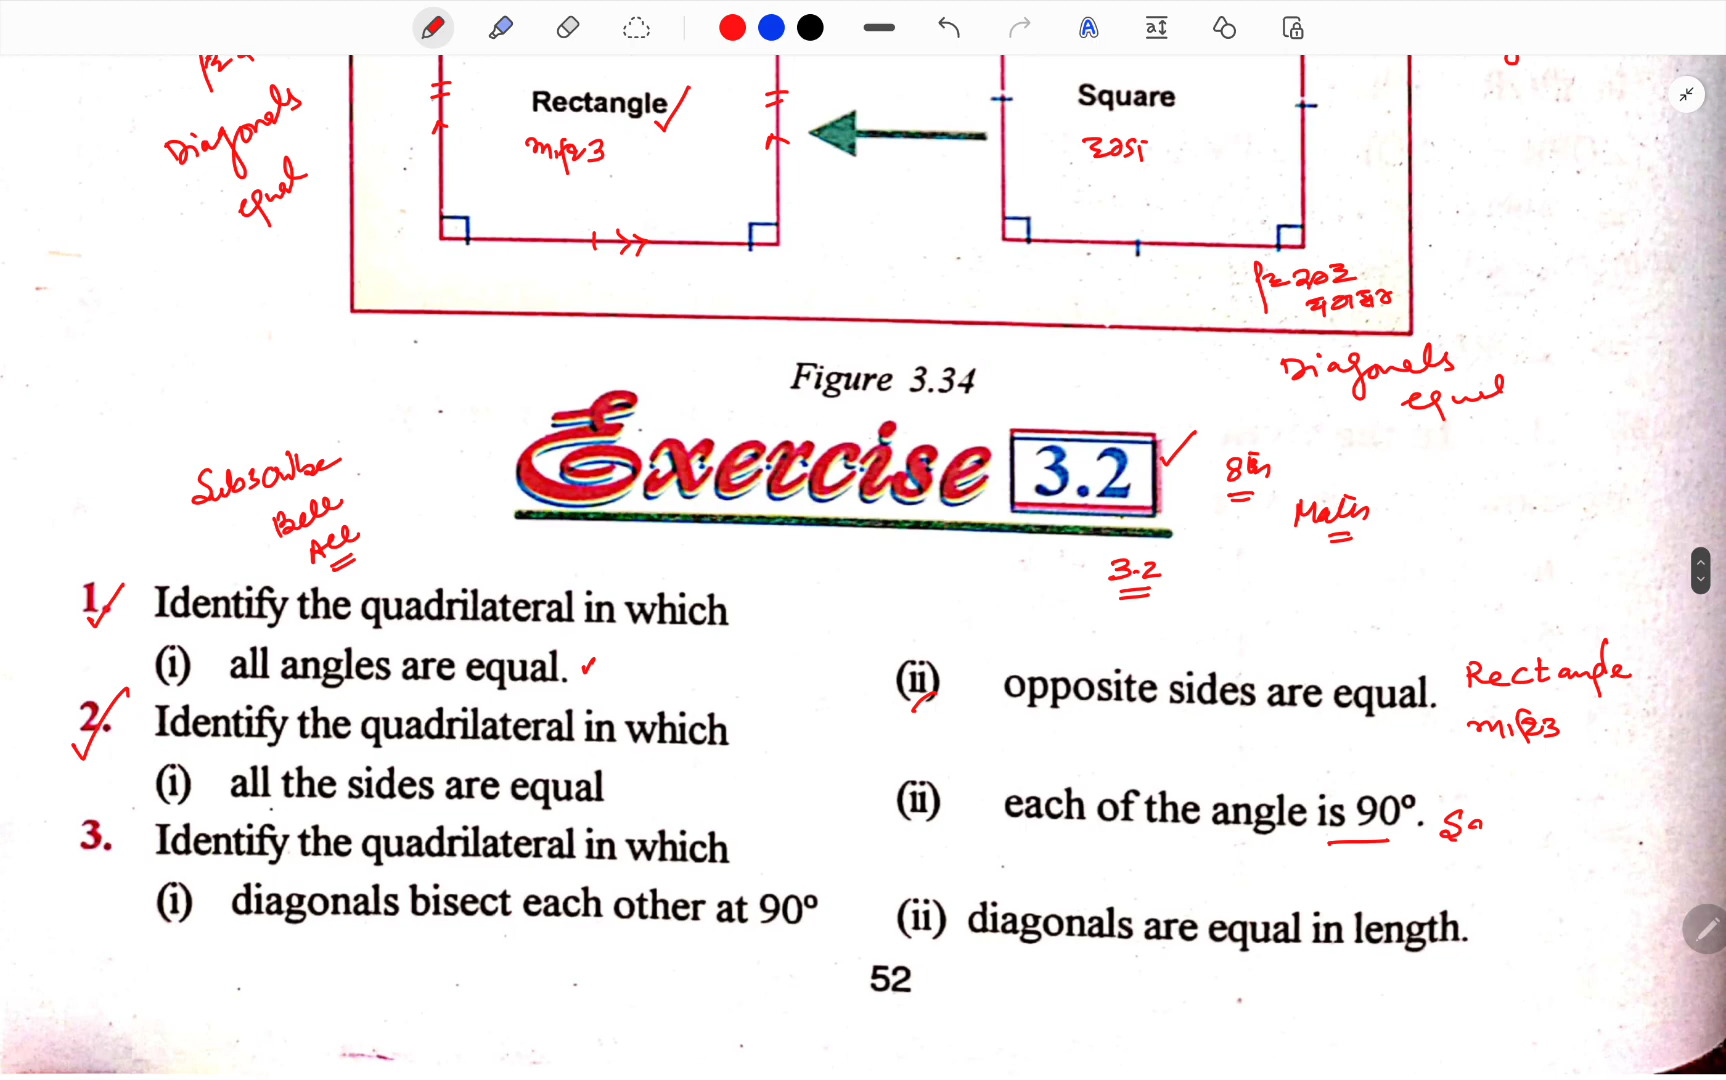 Diagonals
equal
Rectangle
Square
Figure 3.34
Diagonals
equal
Exercise 3.2
8th
Maths
3.2
Subscribe
Bell
All
1. Identify the quadrilateral in which
(i) all angles are equal.
(ii) opposite sides are equal.
Rectangle
2. Identify the quadrilateral in which
(i) all the sides are equal
(ii) each of the angle is 90°.
3. Identify the quadrilateral in which
(i) diagonals bisect each other at 90°
(ii) diagonals are equal in length.
52